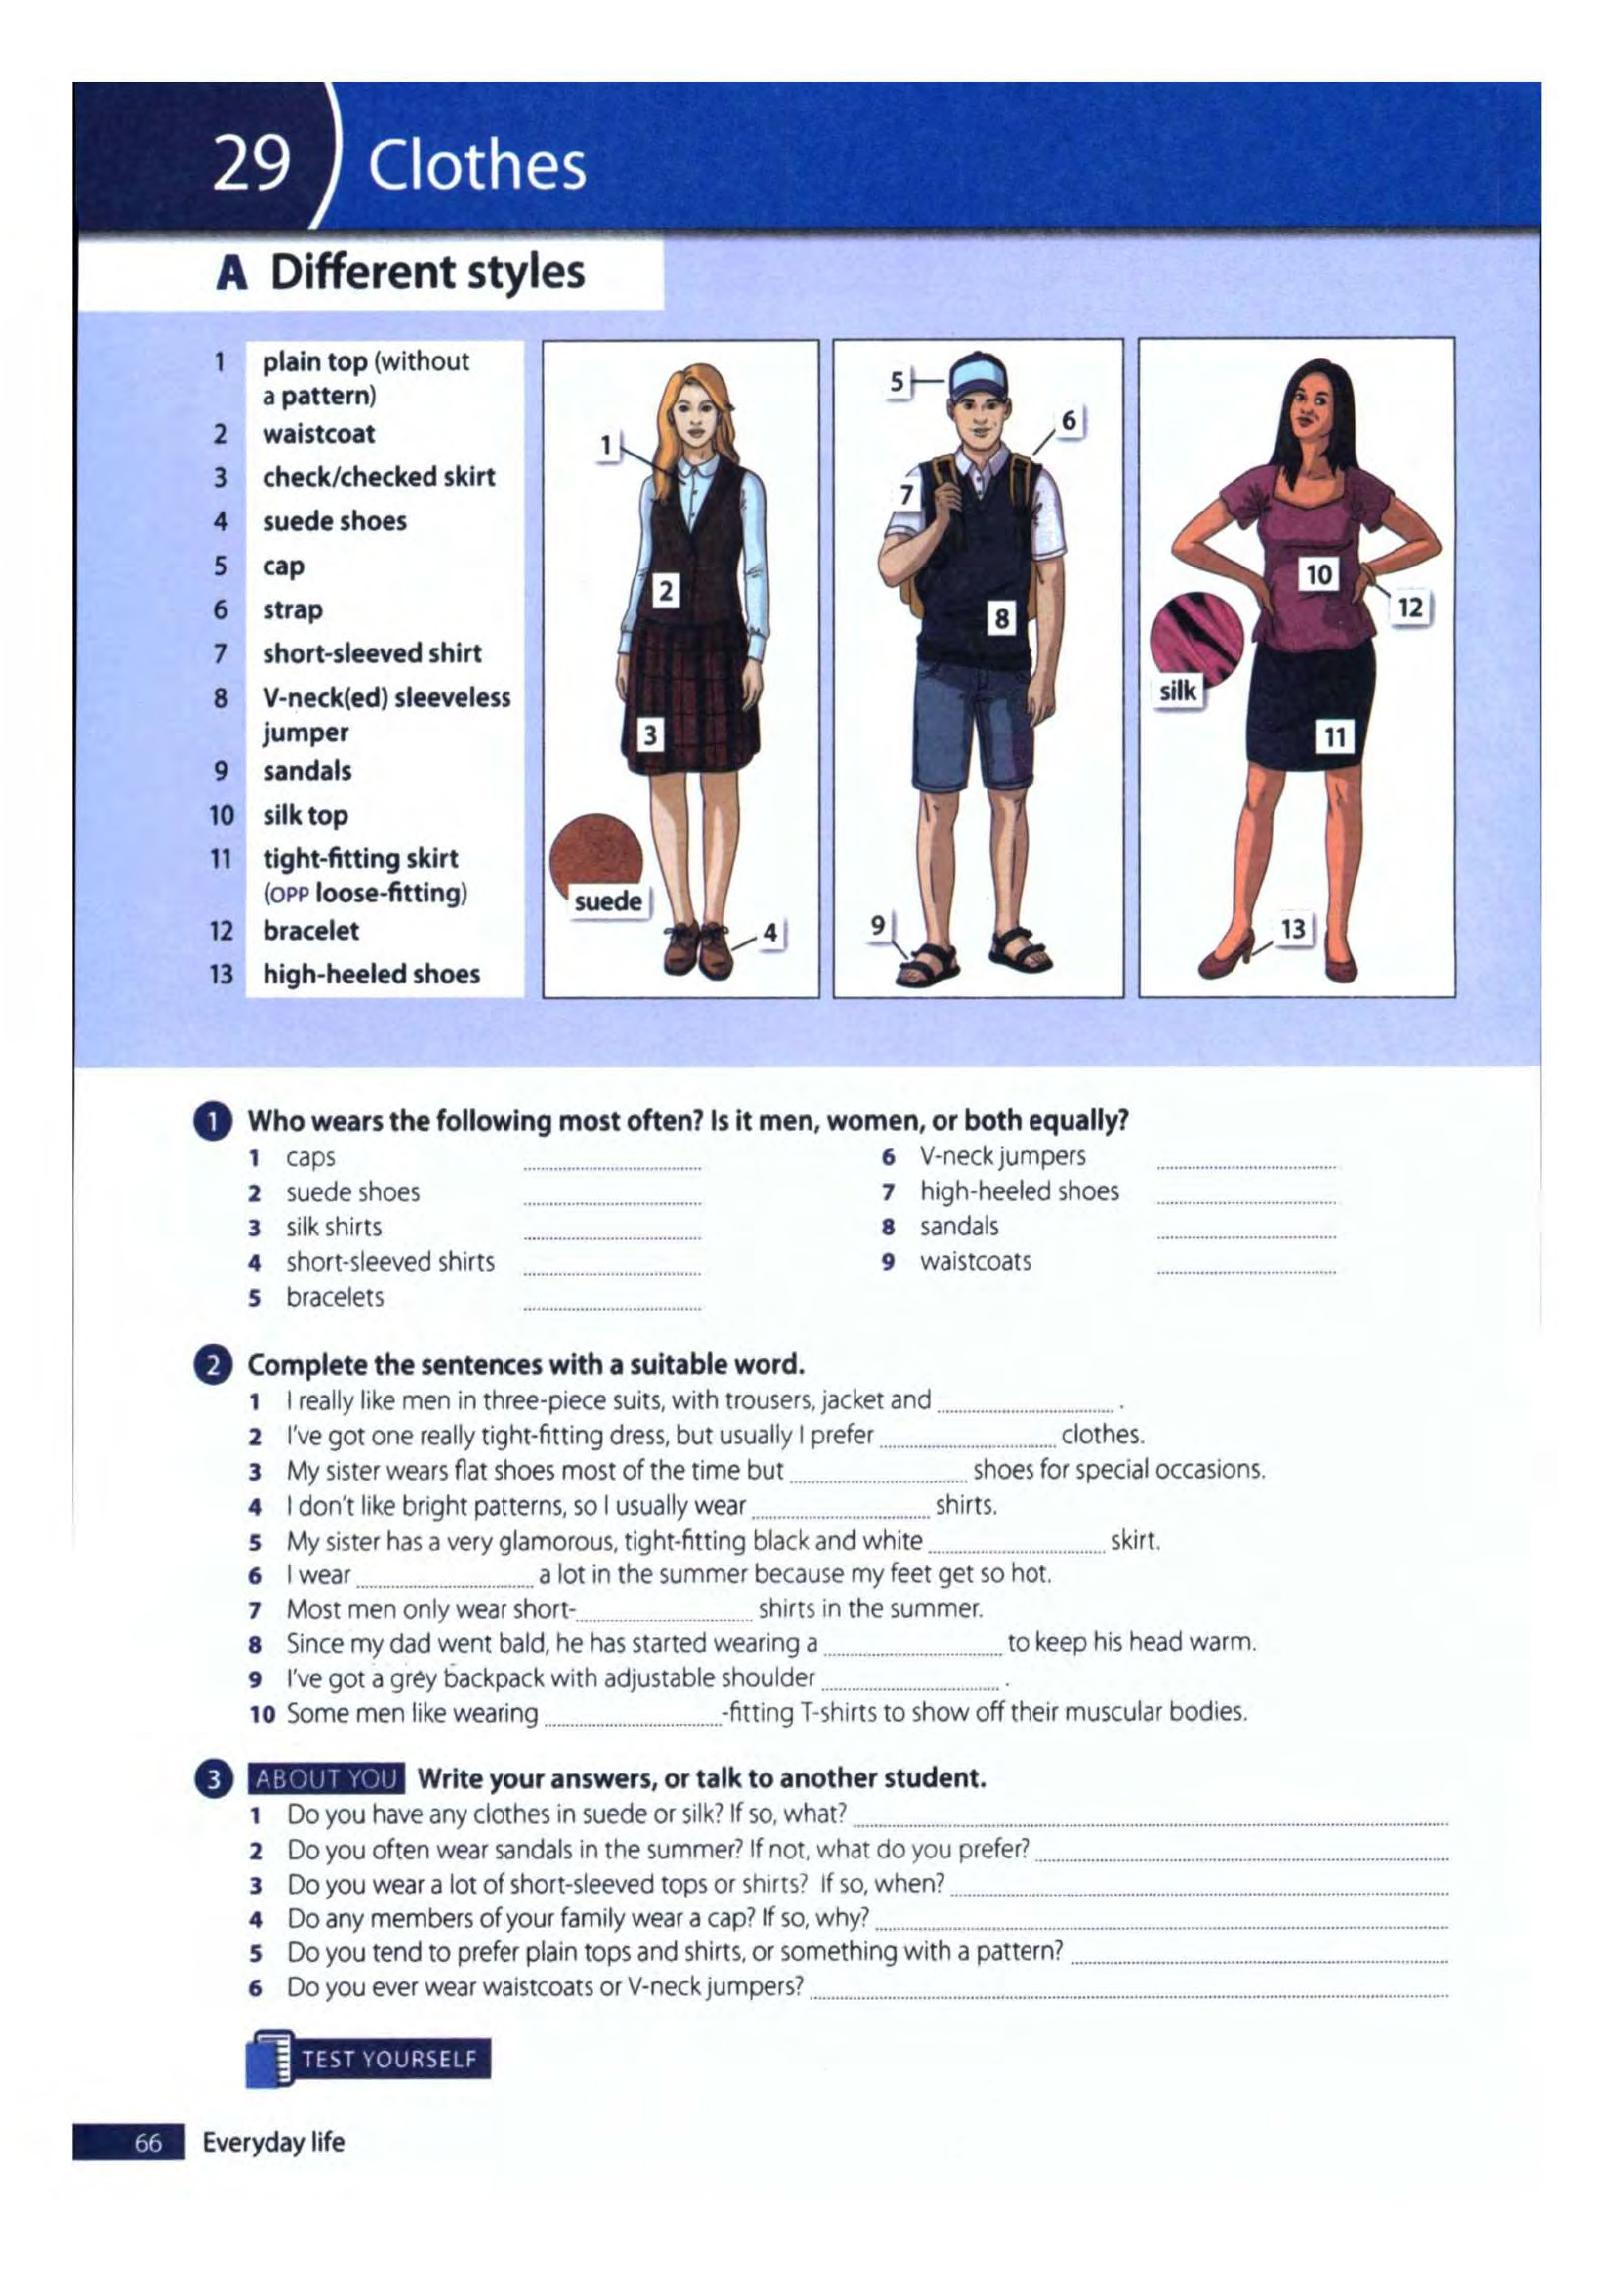 29 Clothes
A Different styles
1 plain top (without
a pattern)
2 waistcoat
3 check/checked skirt
4 suede shoes
5 cap
6 strap
7 short-sleeved shirt
8 V-neck(ed) sleeveless
jumper
9 sandals
10 silk top
11 tight-fitting skirt
(OPP loose-fitting)
12 bracelet
13 high-heeled shoes
1
2
3
suede
4
5
6
7
8
9
10
12
silk
11
13
1 Who wears the following most often? Is it men, women, or both equally?
1 caps
2 suede shoes
3 silk shirts
4 short-sleeved shirts
5 bracelets
6 V-neck jumpers
7 high-heeled shoes
8 sandals
9 waistcoats
2 Complete the sentences with a suitable word.
1 I really like men in three-piece suits, with trousers, jacket and .............................. .
2 I've got one really tight-fitting dress, but usually I prefer .............................. clothes.
3 My sister wears flat shoes most of the time but .............................. shoes for special occasions.
4 I don't like bright patterns, so I usually wear .............................. shirts.
5 My sister has a very glamorous, tight-fitting black and white .............................. skirt.
6 I wear .............................. a lot in the summer because my feet get so hot.
7 Most men only wear short-.............................. shirts in the summer.
8 Since my dad went bald, he has started wearing a .............................. to keep his head warm.
9 I've got a grey backpack with adjustable shoulder .............................. .
10 Some men like wearing ..............................-fitting T-shirts to show off their muscular bodies.
3 ABOUT YOU Write your answers, or talk to another student.
1 Do you have any clothes in suede or silk? If so, what?
2 Do you often wear sandals in the summer? If not, what do you prefer?
3 Do you wear a lot of short-sleeved tops or shirts? If so, when?
4 Do any members of your family wear a cap? If so, why?
5 Do you tend to prefer plain tops and shirts, or something with a pattern?
6 Do you ever wear waistcoats or V-neck jumpers?
TEST YOURSELF
66 Everyday life